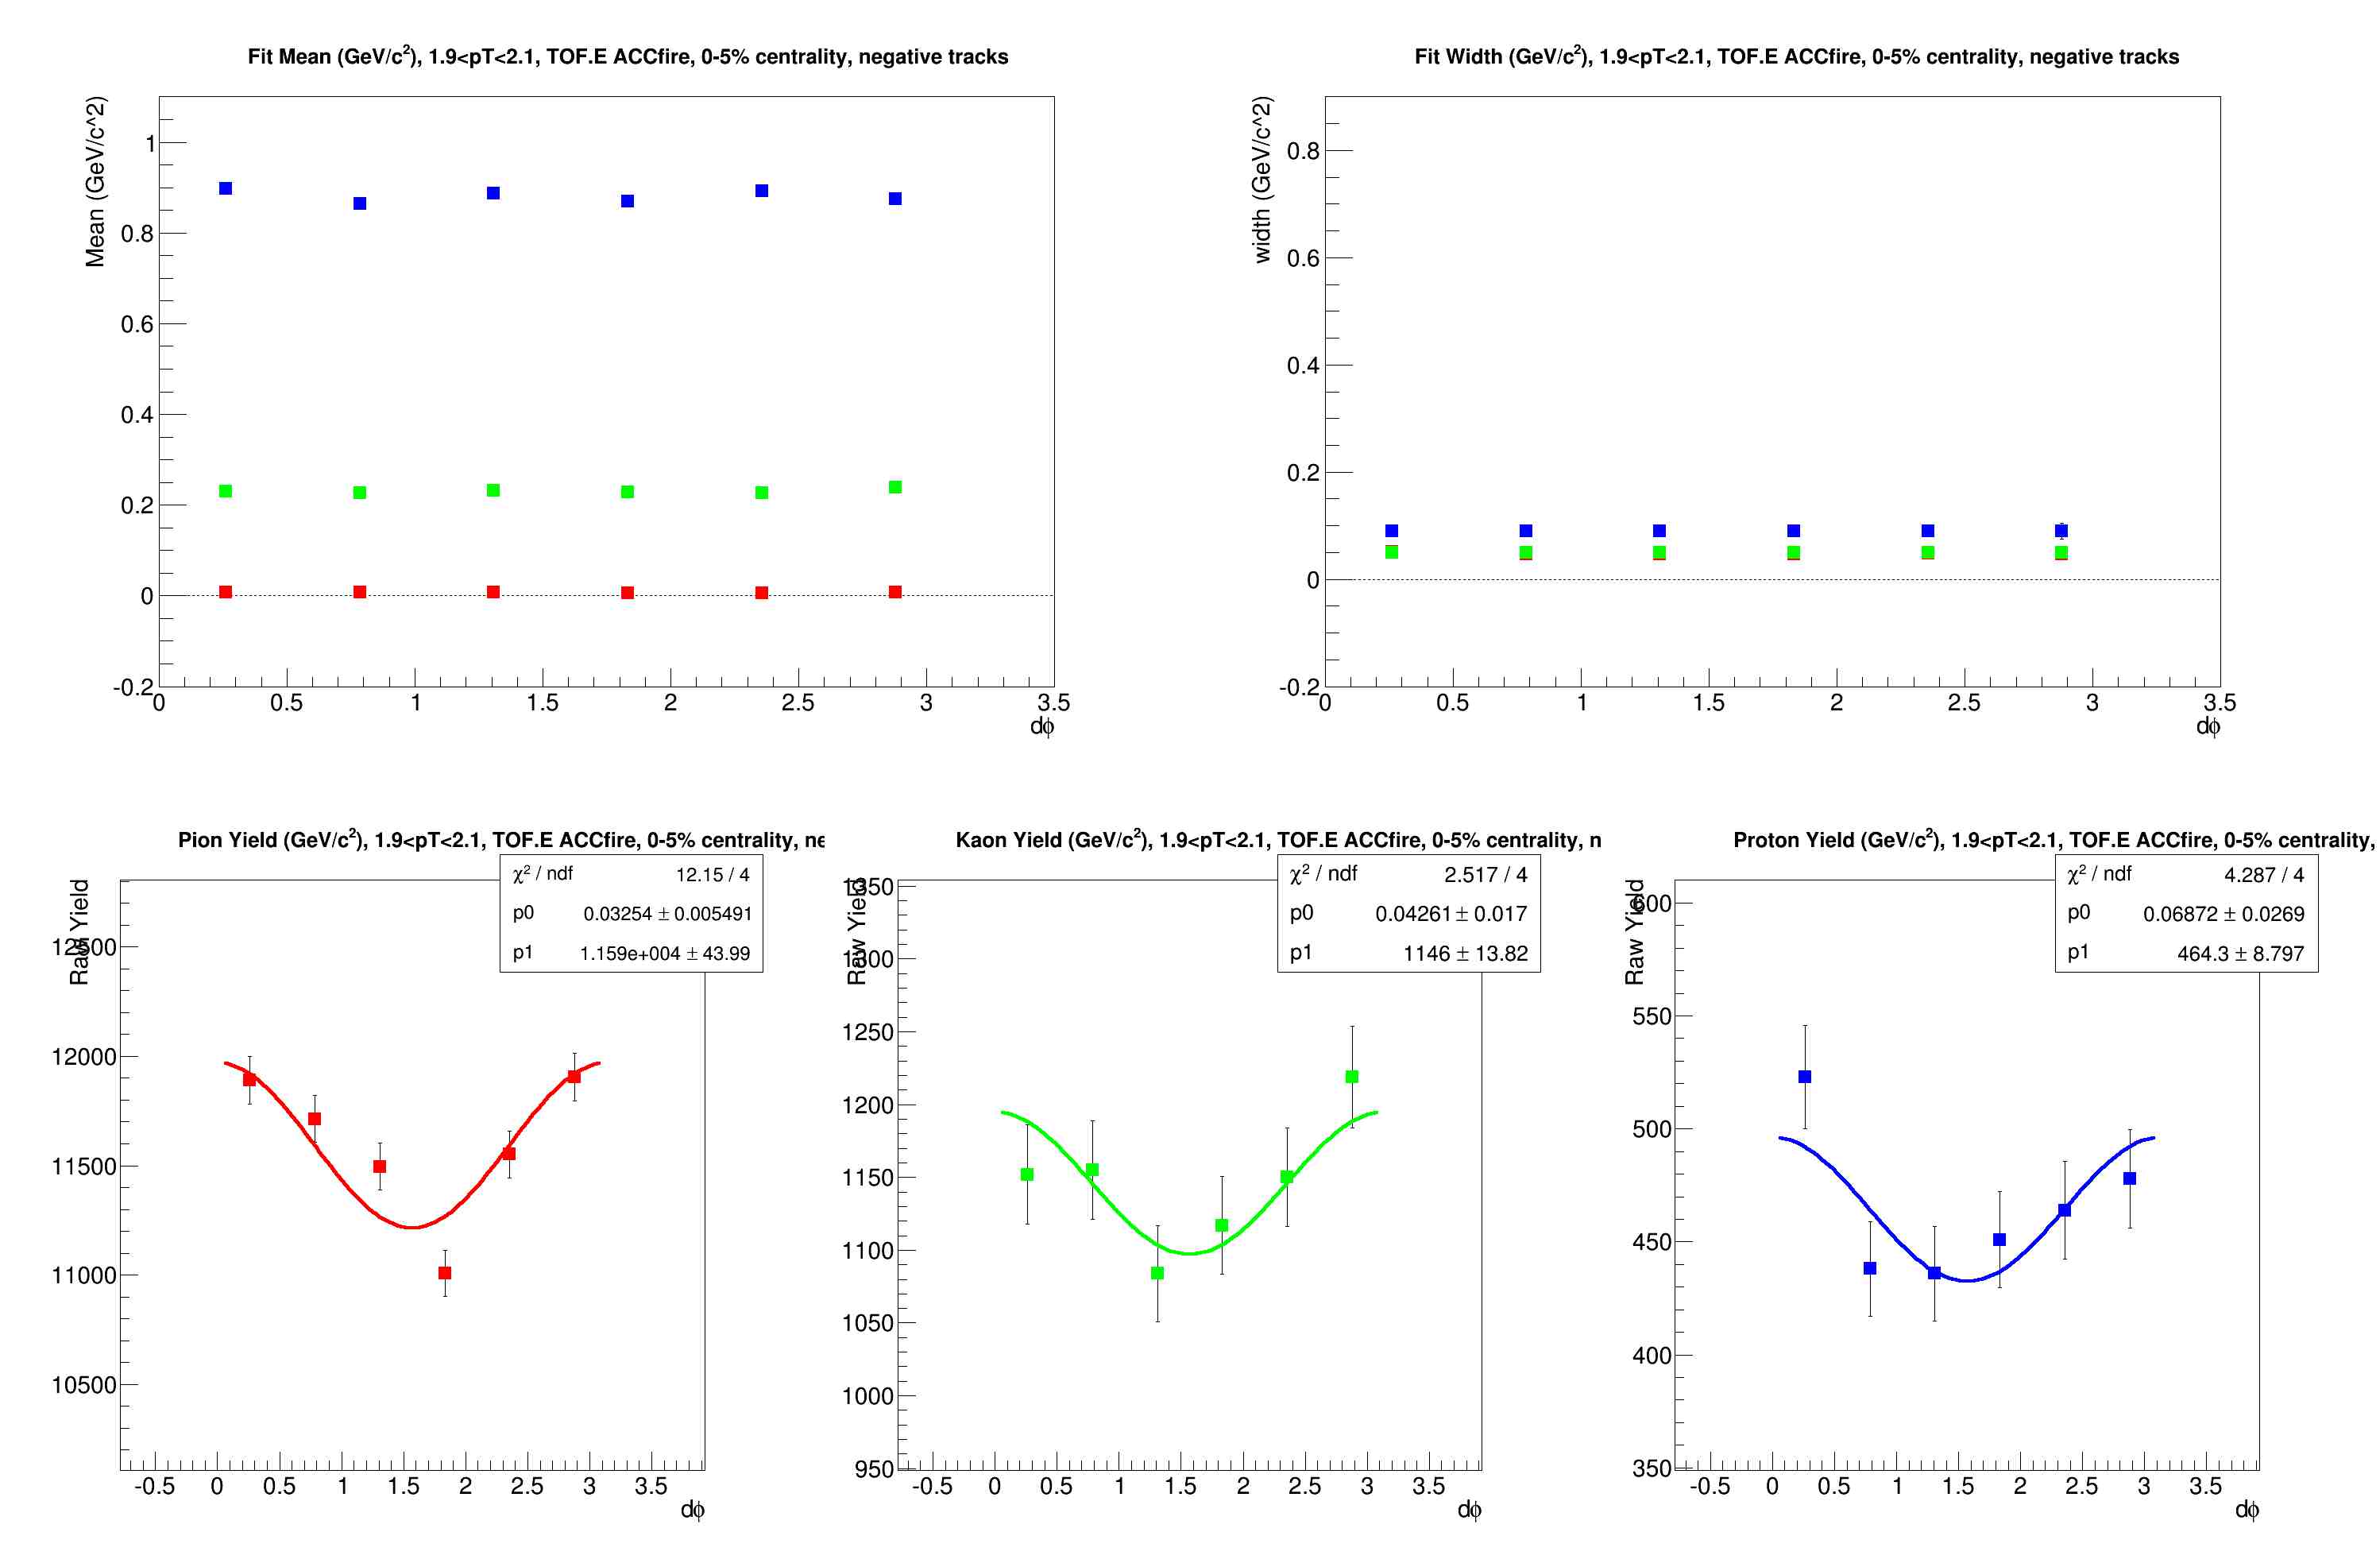 Fit Mean (GeV/c²), 1.9<pT<2.1, TOF.E ACCfire, 0-5% centrality, negative tracks
Mean (GeV/c^2)
1
0.8
0.6
0.4
0.2
0
-0.2
0 0.5 1 1.5 2 2.5 3 3.5
dφ
Fit Width (GeV/c²), 1.9<pT<2.1, TOF.E ACCfire, 0-5% centrality, negative tracks
width (GeV/c^2)
0.8
0.6
0.4
0.2
0
-0.2
0 0.5 1 1.5 2 2.5 3 3.5
dφ
Pion Yield (GeV/c²), 1.9<pT<2.1, TOF.E ACCfire, 0-5% centrality, ne
χ² / ndf 12.15 / 4
p0 0.03254 ± 0.005491
p1 1.159e+004 ± 43.99
Raw Yield
12500
12000
11500
11000
10500
-0.5 0 0.5 1 1.5 2 2.5 3 3.5
dφ
Kaon Yield (GeV/c²), 1.9<pT<2.1, TOF.E ACCfire, 0-5% centrality, n
χ² / ndf 2.517 / 4
p0 0.04261 ± 0.017
p1 1146 ± 13.82
Raw Yield
1350
1300
1250
1200
1150
1100
1050
1000
950
-0.5 0 0.5 1 1.5 2 2.5 3 3.5
dφ
Proton Yield (GeV/c²), 1.9<pT<2.1, TOF.E ACCfire, 0-5% centrality,
χ² / ndf 4.287 / 4
p0 0.06872 ± 0.0269
p1 464.3 ± 8.797
Raw Yield
600
550
500
450
400
350
-0.5 0 0.5 1 1.5 2 2.5 3 3.5
dφ